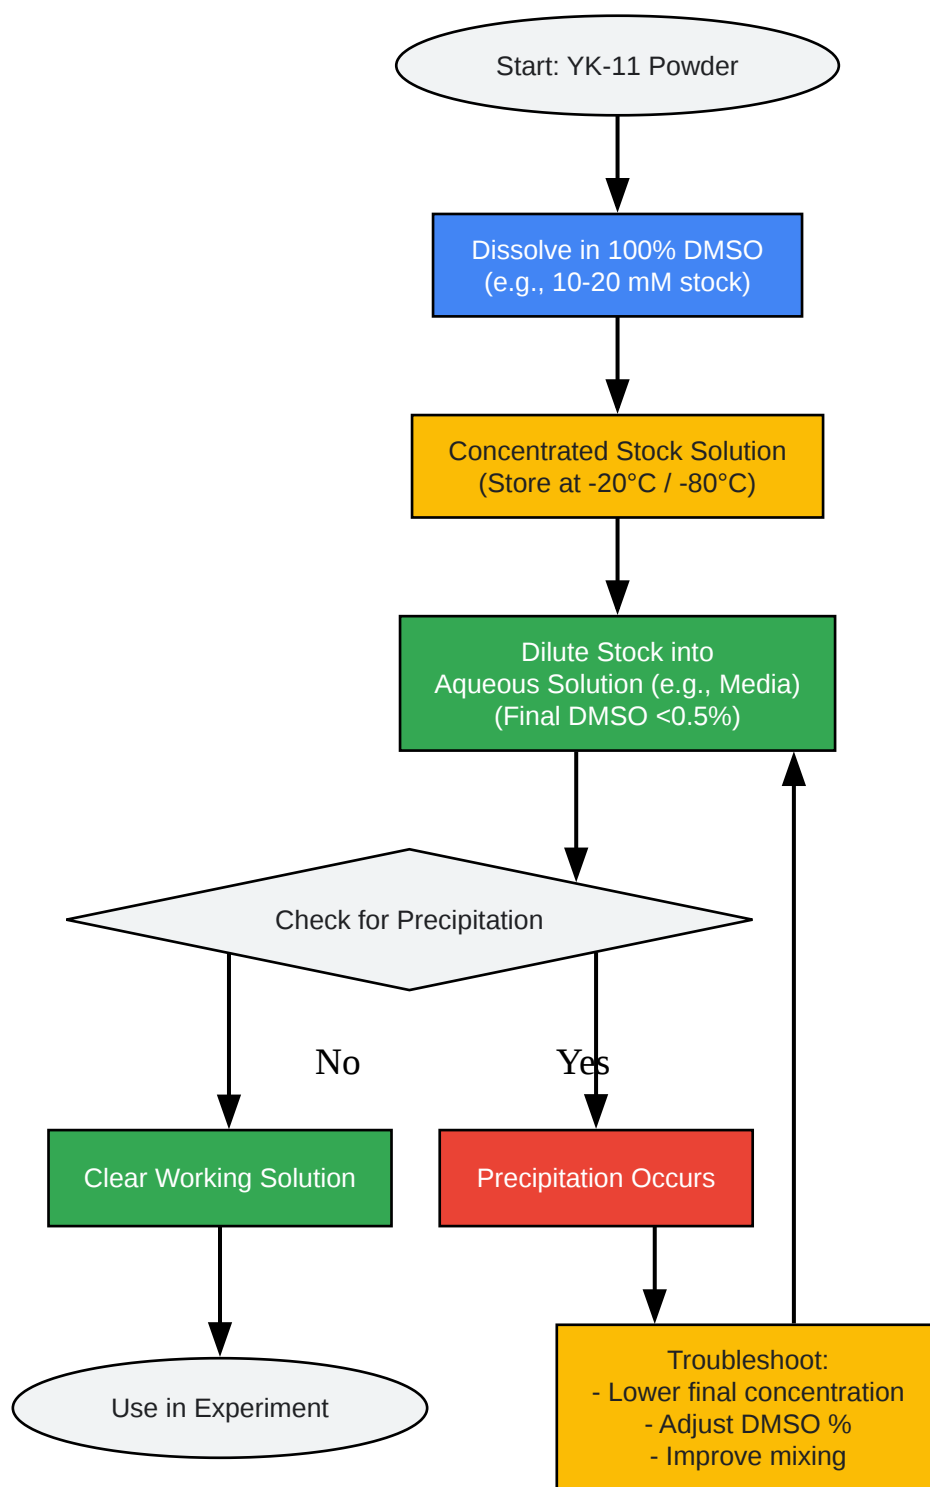 Start: YK-11 Powder
Dissolve in 100% DMSO
(e.g., 10-20 mM stock)
Concentrated Stock Solution
(Store at -20°C / -80°C)
Dilute Stock into
Aqueous Solution (e.g., Media)
(Final DMSO <0.5%)
Check for Precipitation
No
Yes
Clear Working Solution
Precipitation Occurs
Troubleshoot:
- Lower final concentration
- Adjust DMSO %
- Improve mixing
Use in Experiment